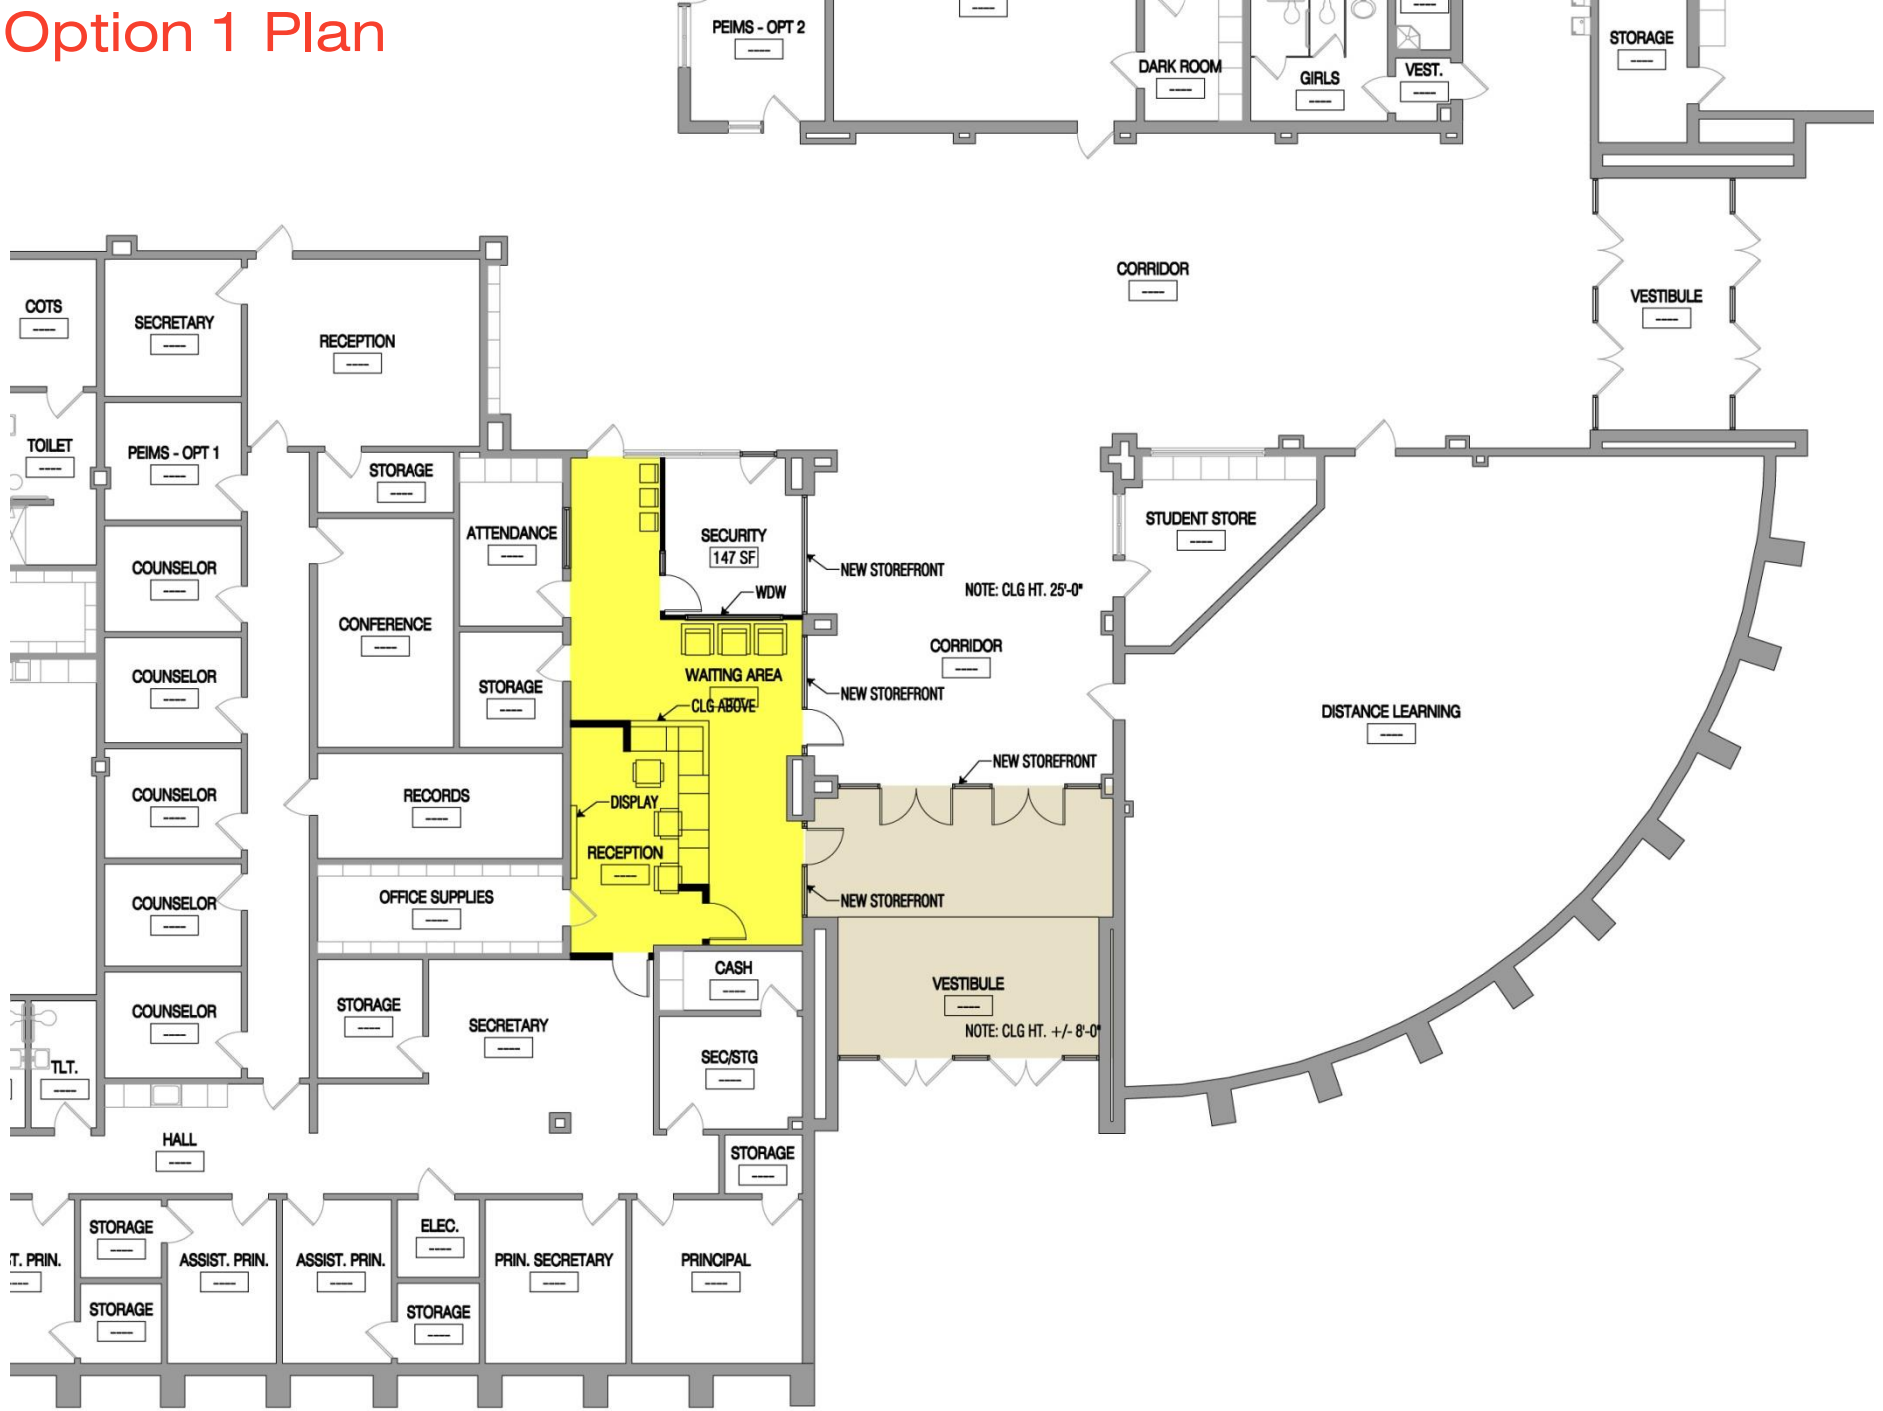 Option 1 Plan
PEIMS - OPT 2
DARK ROOM
GIRLS
VEST.
STORAGE
CORRIDOR
VESTIBULE
COTS
SECRETARY
RECEPTION
TOILET
PEIMS - OPT 1
STORAGE
ATTENDANCE
SECURITY
147 SF
STUDENT STORE
COUNSELOR
NEW STOREFRONT
NOTE: CLG HT. 25'-0"
WDW
CONFERENCE
CORRIDOR
COUNSELOR
STORAGE
WAITING AREA
NEW STOREFRONT
CLG ABOVE
DISTANCE LEARNING
NEW STOREFRONT
COUNSELOR
RECORDS
DISPLAY
RECEPTION
OFFICE SUPPLIES
COUNSELOR
NEW STOREFRONT
CASH
VESTIBULE
COUNSELOR
STORAGE
SECRETARY
NOTE: CLG HT. +/- 8'-0"
TLT.
SEC/STG
HALL
STORAGE
STORAGE
ELEC.
T. PRIN.
ASSIST. PRIN.
ASSIST. PRIN.
PRIN. SECRETARY
PRINCIPAL
STORAGE
STORAGE